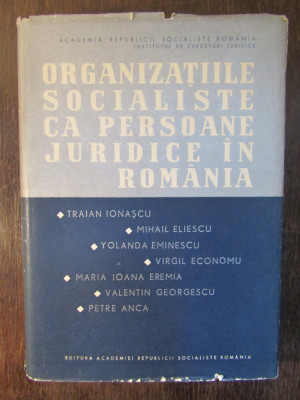 ACADEMIA REPUBLICII SOCIALISTE ROMÂNIA
INSTITUTUL DE CERCETĂRI JURIDICE
ORGANIZAȚIILE
SOCIALISTE
CA PERSOANE
JURIDICE ÎN
ROMÂNIA
TRAIAN IONAȘCU
MIHAIL ELIESCU
YOLANDA EMINESCU
VIRGIL ECONOMU
MARIA IOANA EREMIA
VALENTIN GEORGESCU
PETRE ANCA
EDITURA ACADEMIEI REPUBLICII SOCIALISTE ROMÂNIA